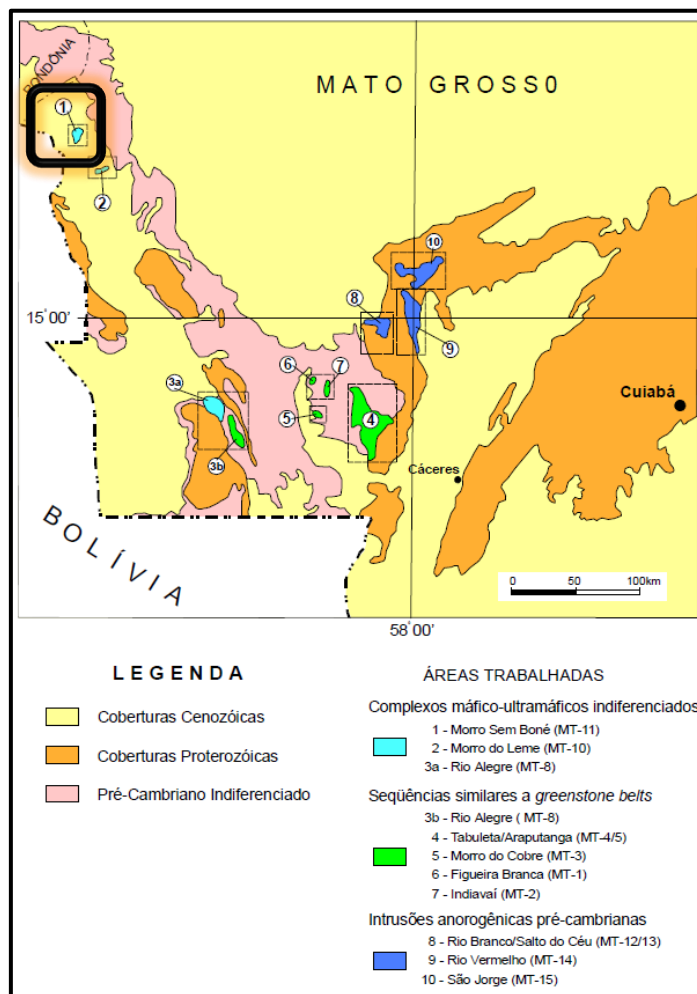 RONDÔNIA
MATO GROSS0
1
2
10
8
15°00'
9
3a
6
7
5
4
Cuiabá
3b
Cáceres
BOLÍVIA
0 50 100km
58°00'
LEGENDA
Coberturas Cenozóicas
Coberturas Proterozóicas
Pré-Cambriano Indiferenciado
ÁREAS TRABALHADAS
Complexos máfico-ultramáficos indiferenciados
1 - Morro Sem Boné (MT-11)
2 - Morro do Leme (MT-10)
3a - Rio Alegre (MT-8)
Seqüências similares a greenstone belts
3b - Rio Alegre ( MT-8)
4 - Tabuleta/Araputanga (MT-4/5)
5 - Morro do Cobre (MT-3)
6 - Figueira Branca (MT-1)
7 - Indiavaí (MT-2)
Intrusões anorogênicas pré-cambrianas
8 - Rio Branco/Salto do Céu (MT-12/13)
9 - Rio Vermelho (MT-14)
10 - São Jorge (MT-15)